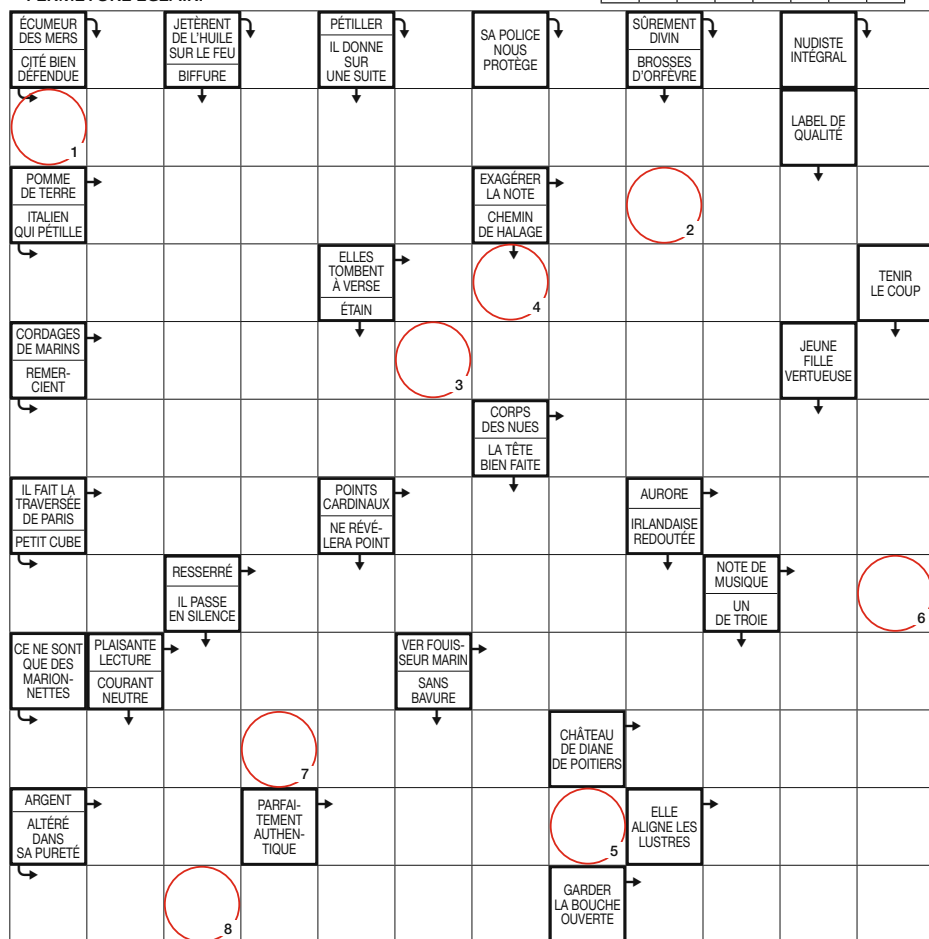 FERMETURE ÉCLAIR.
ÉCUMEUR
DES MERS
CITÉ BIEN
DÉFENDUE
JETÈRENT
DE L'HUILE
SUR LE FEU
BIFFURE
PÉTILLER
IL DONNE
SUR
UNE SUITE
SA POLICE
NOUS
PROTÈGE
SÛREMENT
DIVIN
BROSSES
D'ORFÈVRE
NUDISTE
INTÉGRAL
1
LABEL DE
QUALITÉ
POMME
DE TERRE
ITALIEN
QUI PÉTILLE
EXAGÉRER
LA NOTE
CHEMIN
DE HALAGE
2
ELLES
TOMBENT
À VERSE
ÉTAIN
4
TENIR
LE COUP
CORDAGES
DE MARINS
REMER-
CIENT
3
JEUNE
FILLE
VERTUEUSE
CORPS
DES NUES
LA TÊTE
BIEN FAITE
IL FAIT LA
TRAVERSÉE
DE PARIS
PETIT CUBE
POINTS
CARDINAUX
NE RÉVÉ-
LERA POINT
AURORE
IRLANDAISE
REDOUTÉE
RESSERRÉ
IL PASSE
EN SILENCE
NOTE DE
MUSIQUE
UN
DE TROIE
6
CE NE SONT
QUE DES
MARION-
NETTES
PLAISANTE
LECTURE
COURANT
NEUTRE
VER FOUIS-
SEUR MARIN
SANS
BAVURE
7
CHÂTEAU
DE DIANE
DE POITIERS
ARGENT
ALTÉRÉ
DANS
SA PURETÉ
PARFAI-
TEMENT
AUTHEN-
TIQUE
5
ELLE
ALIGNE LES
LUSTRES
8
GARDER
LA BOUCHE
OUVERTE